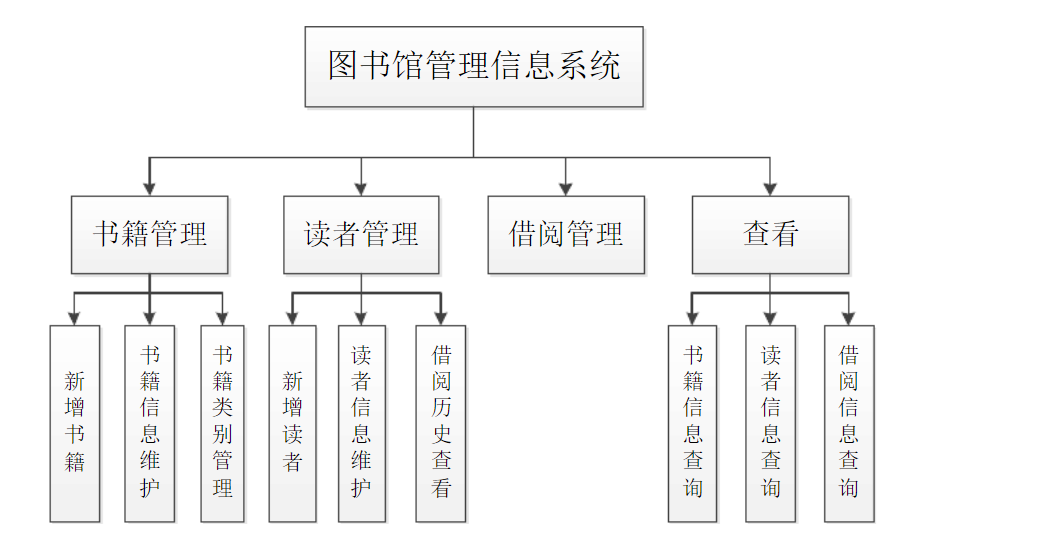 图书馆管理信息系统
书籍管理
读者管理
借阅管理
查看
新增书籍
书籍信息维护
书籍类别管理
新增读者
读者信息维护
借阅历史查看
书籍信息查询
读者信息查询
借阅信息查询